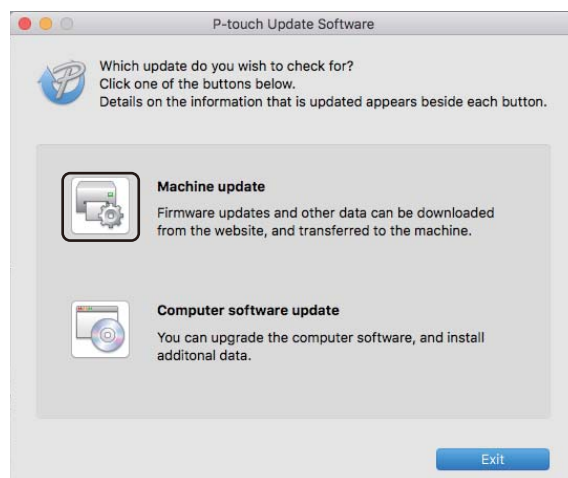 P-touch Update Software
Which update do you wish to check for?
Click one of the buttons below.
Details on the information that is updated appears beside each button.
Machine update
Firmware updates and other data can be downloaded
from the website, and transferred to the machine.
Computer software update
You can upgrade the computer software, and install
additonal data.
Exit